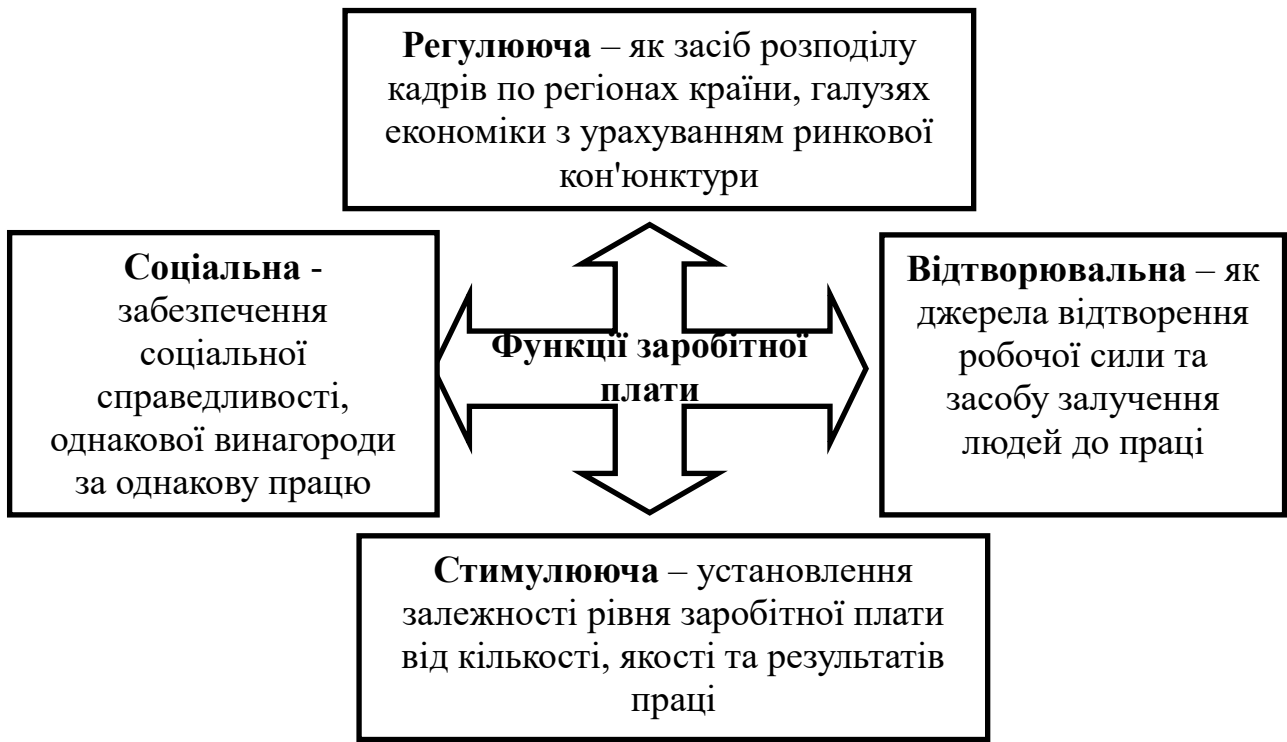 Регулююча – як засіб розподілу
кадрів по регіонах країни, галузях
економіки з урахуванням ринкової
кон'юнктури
Соціальна -
забезпечення
соціальної
справедливості,
однакової винагороди
за однакову працю
Функції заробітної
плати
Відтворювальна – як
джерела відтворення
робочої сили та
засобу залучення
людей до праці
Стимулююча – установлення
залежності рівня заробітної плати
від кількості, якості та результатів
праці